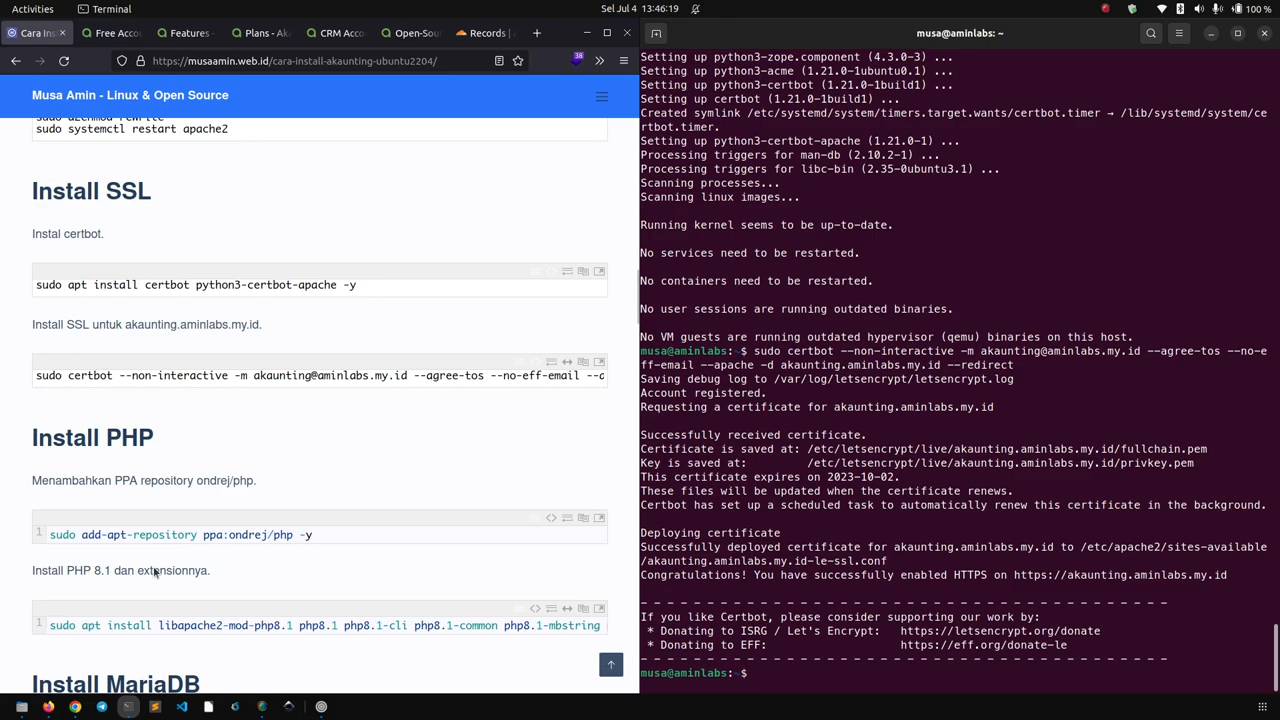 Activities
Terminal
Sel Jul 4 13:46:19
100 %
Cara Ins
Free Accou
Features -
Plans - Aka
CRM Acco
Open-Sou
Records |
https://musaamin.web.id/cara-install-akaunting-ubuntu2204/
38
Musa Amin - Linux & Open Source
sudo a2enmod rewrite
sudo systemctl restart apache2
Install SSL
Instal certbot.
sudo apt install certbot python3-certbot-apache -y
Install SSL untuk akaunting.aminlabs.my.id.
sudo certbot --non-interactive -m akaunting@aminlabs.my.id --agree-tos --no-eff-email --a
Install PHP
Menambahkan PPA repository ondrej/php.
1 sudo add-apt-repository ppa:ondrej/php -y
Install PHP 8.1 dan extensionnya.
1 sudo apt install libapache2-mod-php8.1 php8.1 php8.1-cli php8.1-common php8.1-mbstring
Install MariaDB
musa@aminlabs: ~
Setting up python3-zope.component (4.3.0-3) ...
Setting up python3-acme (1.21.0-1ubuntu0.1) ...
Setting up python3-certbot (1.21.0-1build1) ...
Setting up certbot (1.21.0-1build1) ...
Created symlink /etc/systemd/system/timers.target.wants/certbot.timer → /lib/systemd/system/ce
rtbot.timer.
Setting up python3-certbot-apache (1.21.0-1) ...
Processing triggers for man-db (2.10.2-1) ...
Processing triggers for libc-bin (2.35-0ubuntu3.1) ...
Scanning processes...
Scanning linux images...
Running kernel seems to be up-to-date.
No services need to be restarted.
No containers need to be restarted.
No user sessions are running outdated binaries.
No VM guests are running outdated hypervisor (qemu) binaries on this host.
musa@aminlabs:~$ sudo certbot --non-interactive -m akaunting@aminlabs.my.id --agree-tos --no-e
ff-email --apache -d akaunting.aminlabs.my.id --redirect
Saving debug log to /var/log/letsencrypt/letsencrypt.log
Account registered.
Requesting a certificate for akaunting.aminlabs.my.id
Successfully received certificate.
Certificate is saved at: /etc/letsencrypt/live/akaunting.aminlabs.my.id/fullchain.pem
Key is saved at: /etc/letsencrypt/live/akaunting.aminlabs.my.id/privkey.pem
This certificate expires on 2023-10-02.
These files will be updated when the certificate renews.
Certbot has set up a scheduled task to automatically renew this certificate in the background.
Deploying certificate
Successfully deployed certificate for akaunting.aminlabs.my.id to /etc/apache2/sites-available
/akaunting.aminlabs.my.id-le-ssl.conf
Congratulations! You have successfully enabled HTTPS on https://akaunting.aminlabs.my.id
- - - - - - - - - - - - - - - - - - - - - - - - - - - - - - - - - - - - - - - -
If you like Certbot, please consider supporting our work by:
* Donating to ISRG / Let's Encrypt: https://letsencrypt.org/donate
* Donating to EFF: https://eff.org/donate-le
- - - - - - - - - - - - - - - - - - - - - - - - - - - - - - - - - - - - - - - -
musa@aminlabs:~$